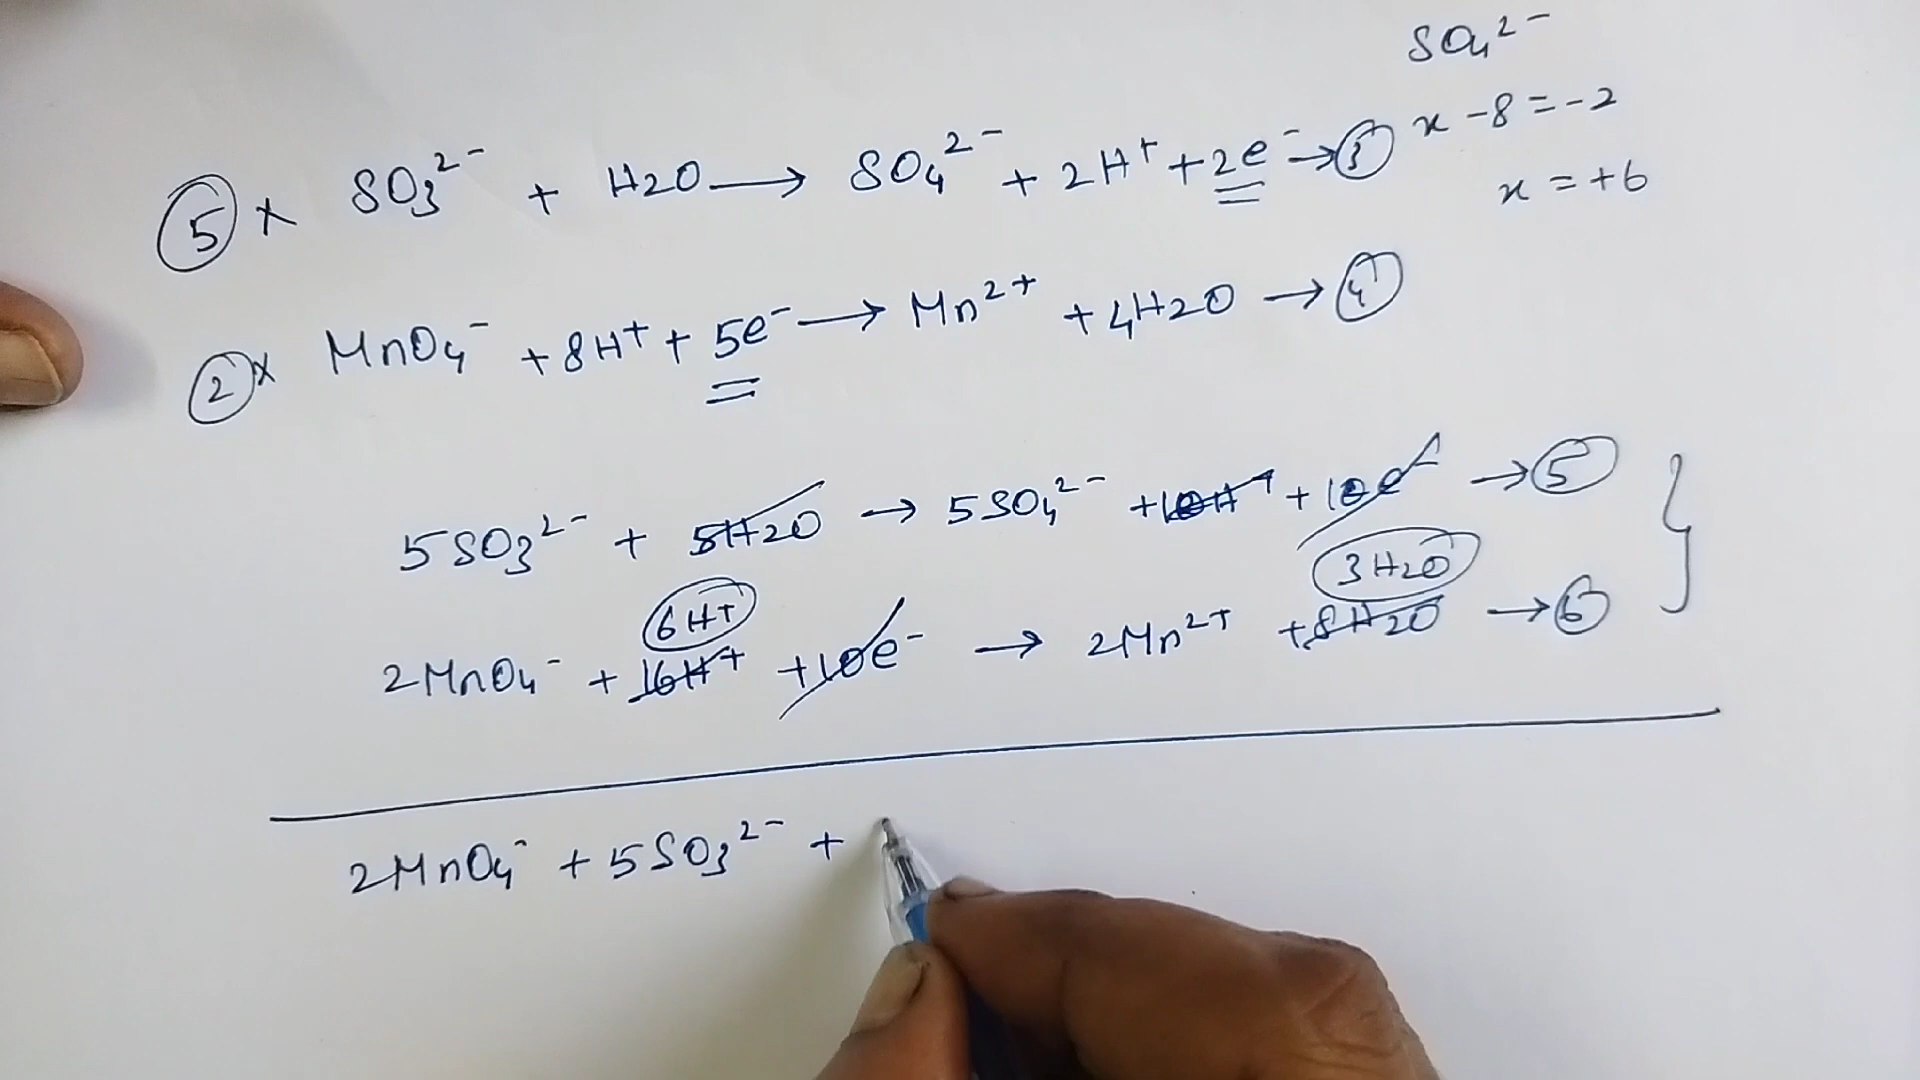 SO₄²⁻
x - 8 = -2
x = +6
⑤ × SO₃²⁻ + H₂O → SO₄²⁻ + 2H⁺ + 2e⁻ → ③
② × MnO₄⁻ + 8H⁺ + 5e⁻ → Mn²⁺ + 4H₂O → ④
5SO₃²⁻ + 5H₂O → 5SO₄²⁻ + 10H⁺ + 10e⁻ → ⑤
6H⁺ 3H₂O
2MnO₄⁻ + 16H⁺ + 10e⁻ → 2Mn²⁺ + 8H₂O → ⑥
2MnO₄⁻ + 5SO₃²⁻ +